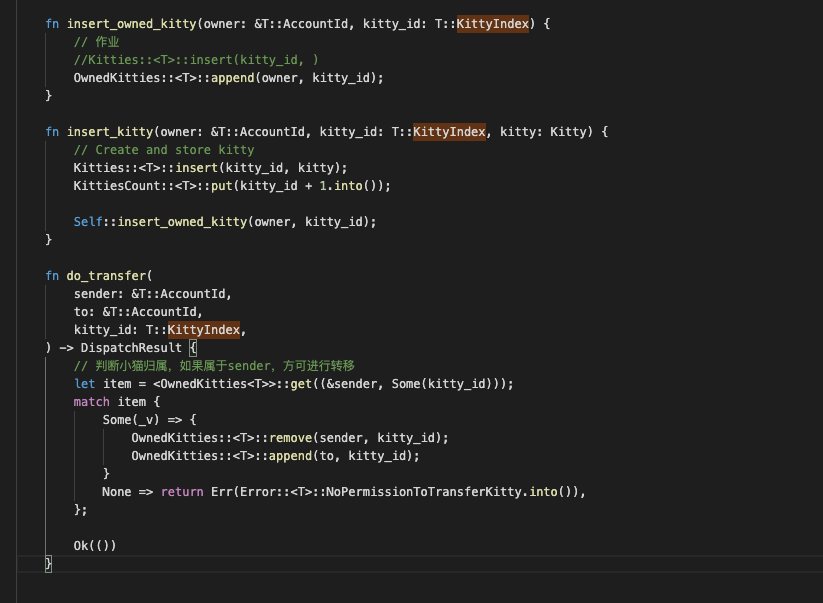 fn insert_owned_kitty(owner: &T::AccountId, kitty_id: T::KittyIndex) {
// 作业
//Kitties::<T>::insert(kitty_id, )
OwnedKitties::<T>::append(owner, kitty_id);
}
fn insert_kitty(owner: &T::AccountId, kitty_id: T::KittyIndex, kitty: Kitty) {
// Create and store kitty
Kitties::<T>::insert(kitty_id, kitty);
KittiesCount::<T>::put(kitty_id + 1.into());
Self::insert_owned_kitty(owner, kitty_id);
}
fn do_transfer(
sender: &T::AccountId,
to: &T::AccountId,
kitty_id: T::KittyIndex,
) -> DispatchResult {
// 判断小猫归属，如果属于sender，方可进行转移
let item = <OwnedKitties<T>>::get((&sender, Some(kitty_id)));
match item {
Some(_v) => {
OwnedKitties::<T>::remove(sender, kitty_id);
OwnedKitties::<T>::append(to, kitty_id);
}
None => return Err(Error::<T>::NoPermissionToTransferKitty.into()),
};
Ok(())
}